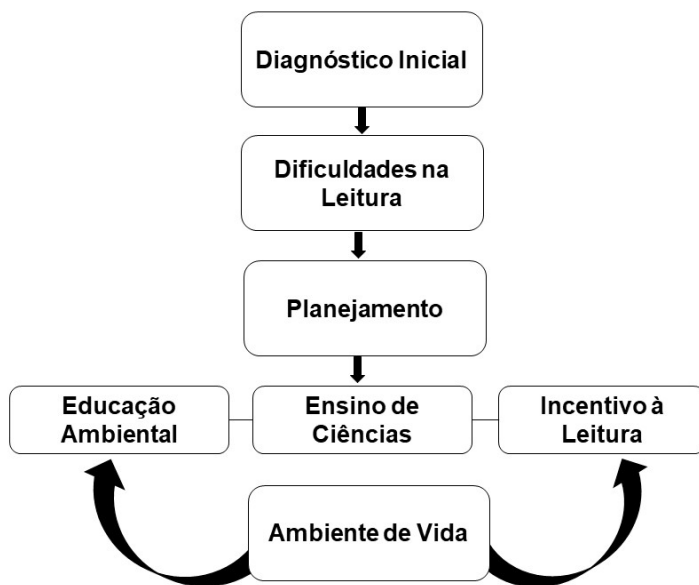 Diagnóstico Inicial
Dificuldades na
Leitura
Planejamento
Educação
Ambiental
Ensino de
Ciências
Incentivo à
Leitura
Ambiente de Vida